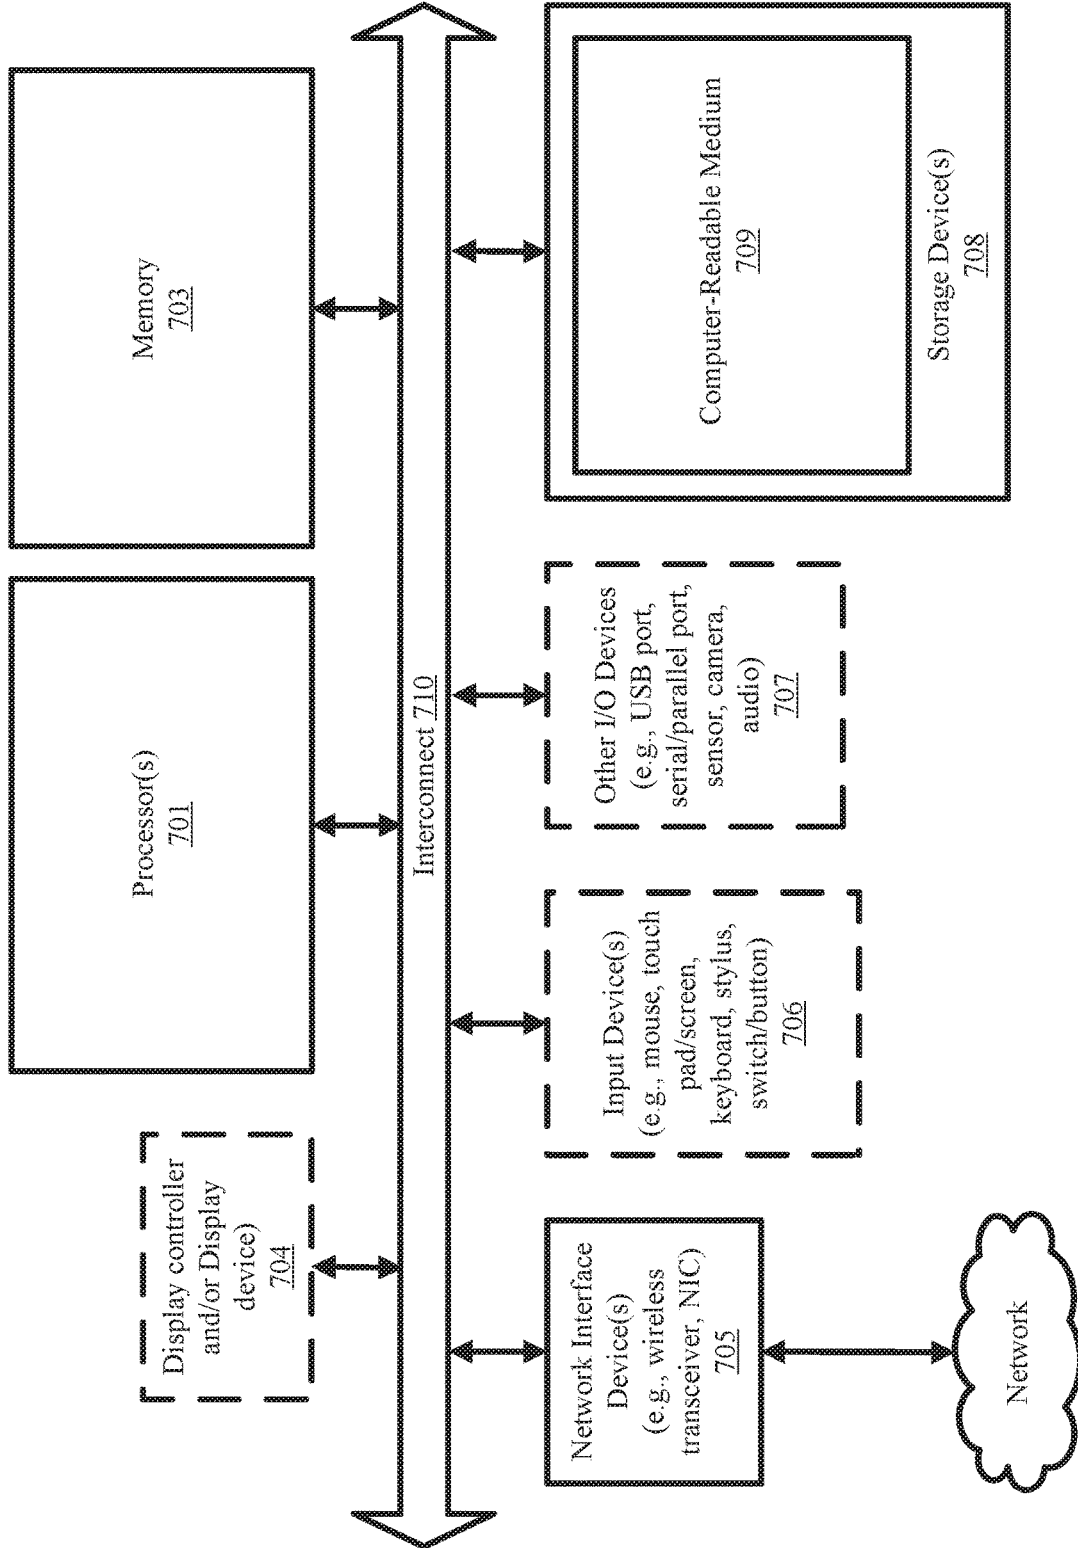 Display controller
and/or Display
device)
704
Processor(s)
701
Memory
703
Interconnect 710
Network Interface
Device(s)
(e.g., wireless
transceiver, NIC)
705
Input Device(s)
(e.g., mouse, touch
pad/screen,
keyboard, stylus,
switch/button)
706
Other I/O Devices
(e.g., USB port,
serial/parallel port,
sensor, camera,
audio)
707
Computer-Readable Medium
709
Storage Device(s)
708
Network